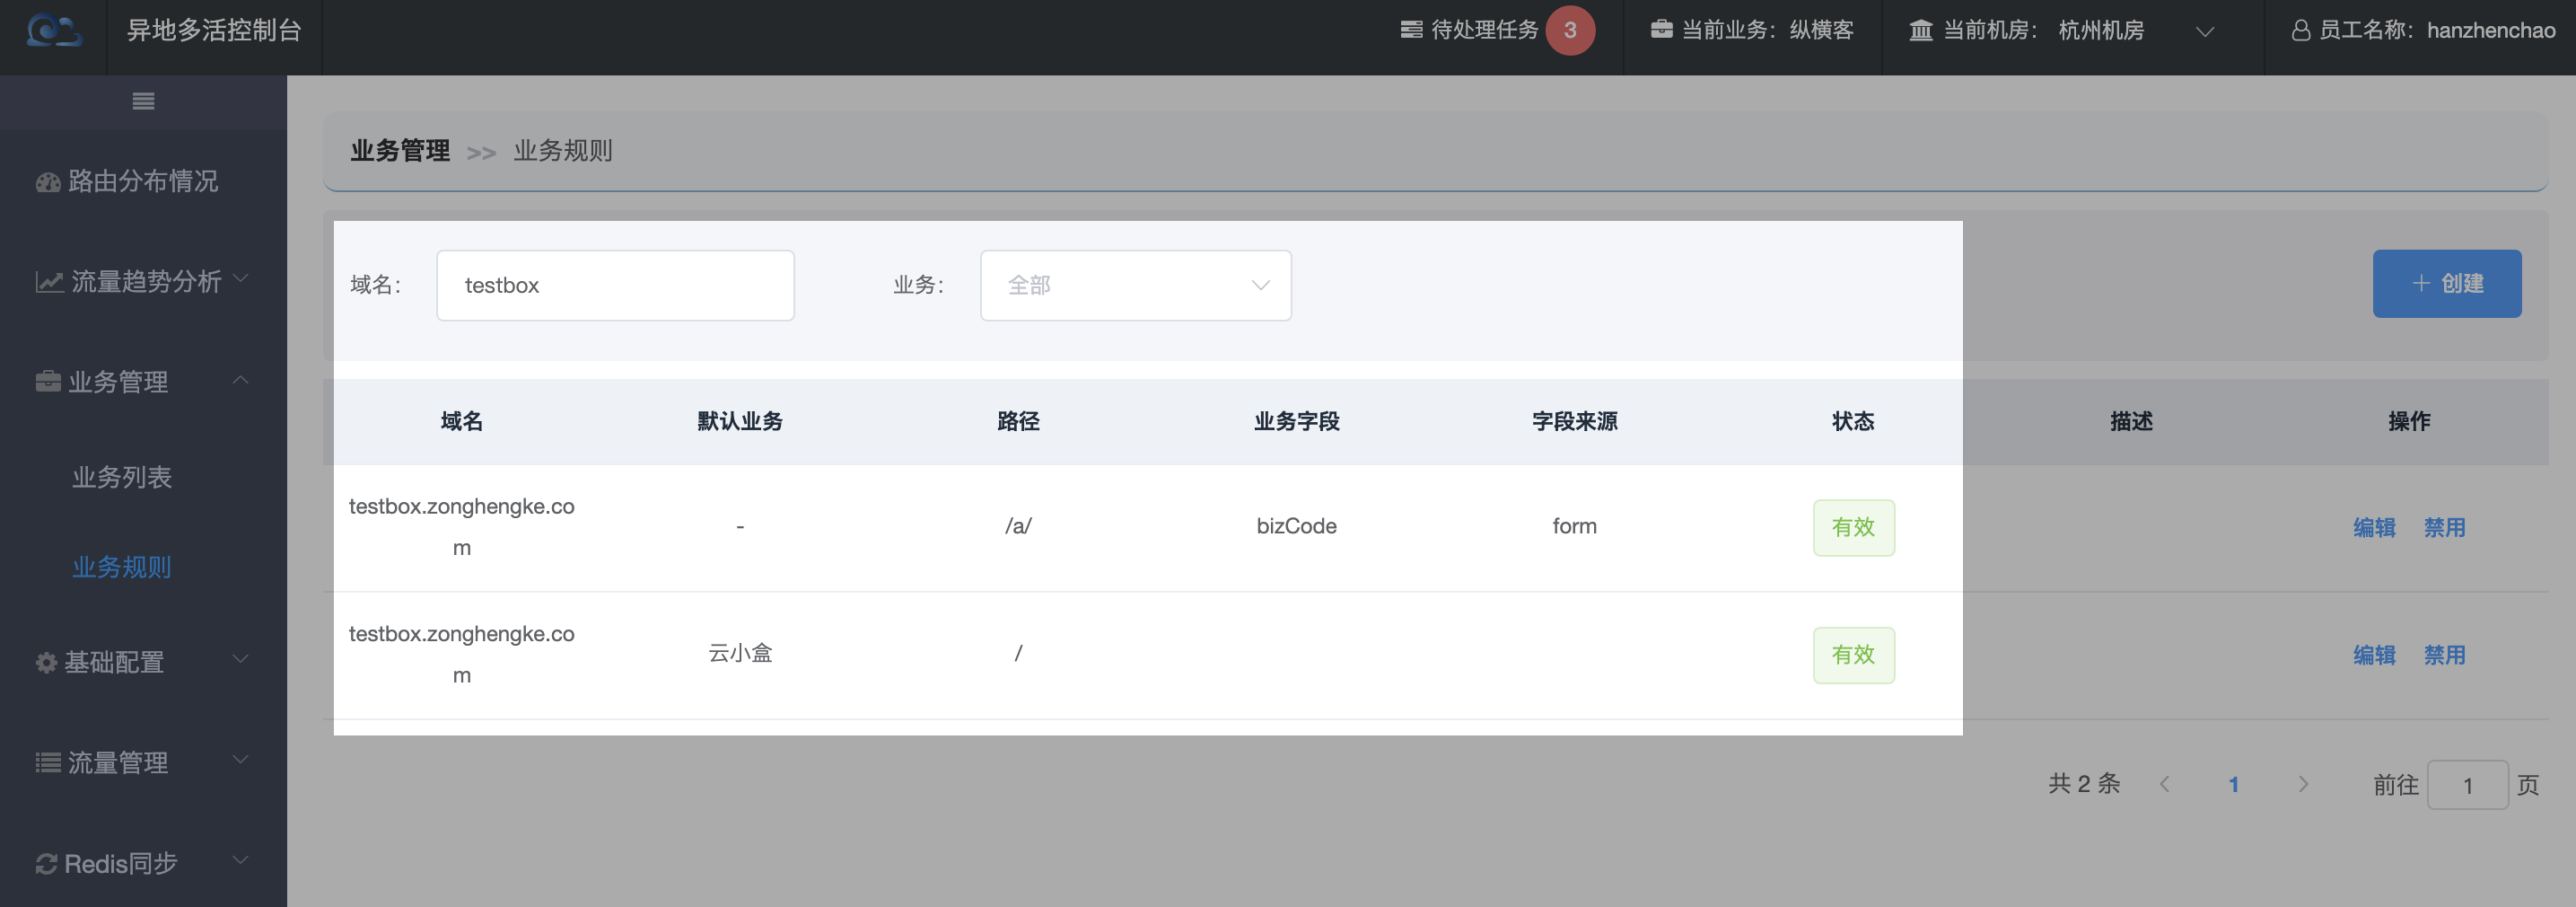 异地多活控制台
待处理任务 3
当前业务：纵横客
当前机房：杭州机房
员工名称：hanzhenchao
路由分布情况
流量趋势分析
业务管理
业务列表
业务规则
基础配置
流量管理
Redis同步
业务管理 >> 业务规则
域名： testbox 业务： 全部
+ 创建
域名 默认业务 路径 业务字段 字段来源 状态 描述 操作
testbox.zonghengke.co
m
- /a/ bizCode form 有效 编辑 禁用
testbox.zonghengke.co
m
云小盒 / 有效 编辑 禁用
共 2 条 < 1 > 前往 1 页